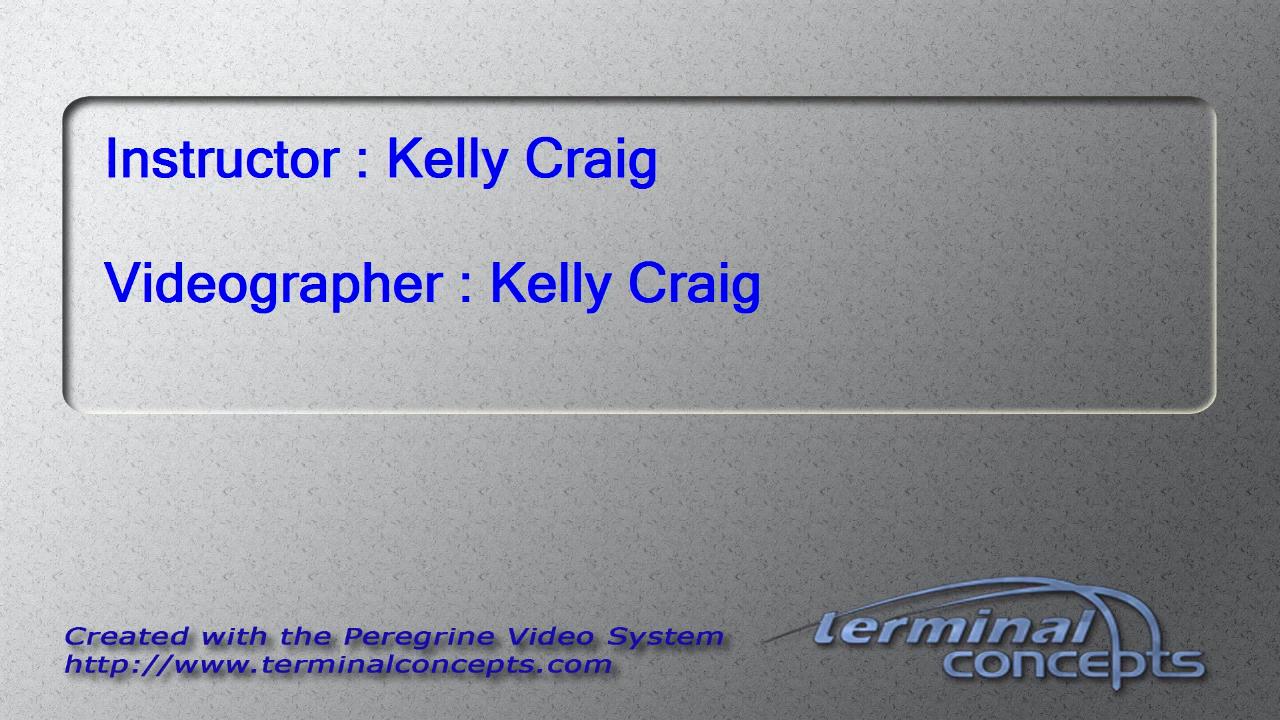 Instructor : Kelly Craig
Videographer : Kelly Craig
Created with the Peregrine Video System
http://www.terminalconcepts.com
terminal
concepts